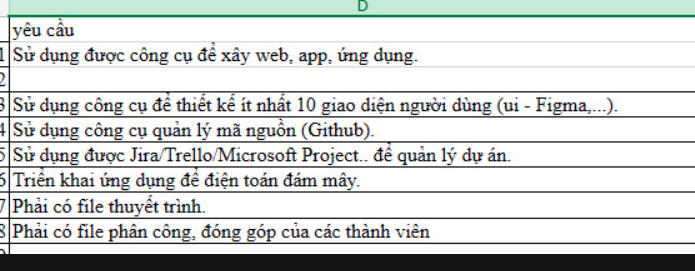 D
yêu cầu
1 Sử dụng được công cụ để xây web, app, ứng dụng.
2
3 Sử dụng công cụ để thiết kế ít nhất 10 giao diện người dùng (ui - Figma,...).
4 Sử dụng công cụ quản lý mã nguồn (Github).
5 Sử dụng được Jira/Trello/Microsoft Project.. để quản lý dự án.
6 Triển khai ứng dụng để điện toán đám mây.
7 Phải có file thuyết trình.
8 Phải có file phân công, đóng góp của các thành viên